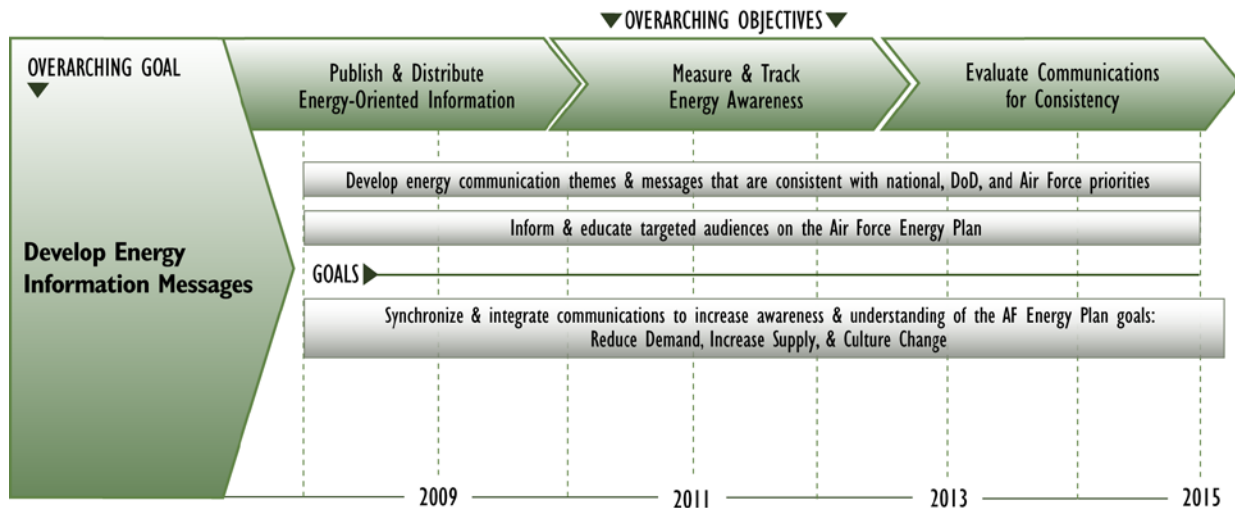 OVERARCHING OBJECTIVES
OVERARCHING GOAL
Publish & Distribute
Energy-Oriented Information
Measure & Track
Energy Awareness
Evaluate Communications
for Consistency
Develop energy communication themes & messages that are consistent with national, DoD, and Air Force priorities
Inform & educate targeted audiences on the Air Force Energy Plan
Develop Energy
Information Messages
GOALS
Synchronize & integrate communications to increase awareness & understanding of the AF Energy Plan goals:
Reduce Demand, Increase Supply, & Culture Change
2009
2011
2013
2015